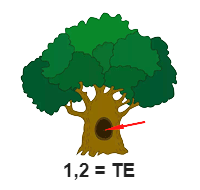 1,2 = TE